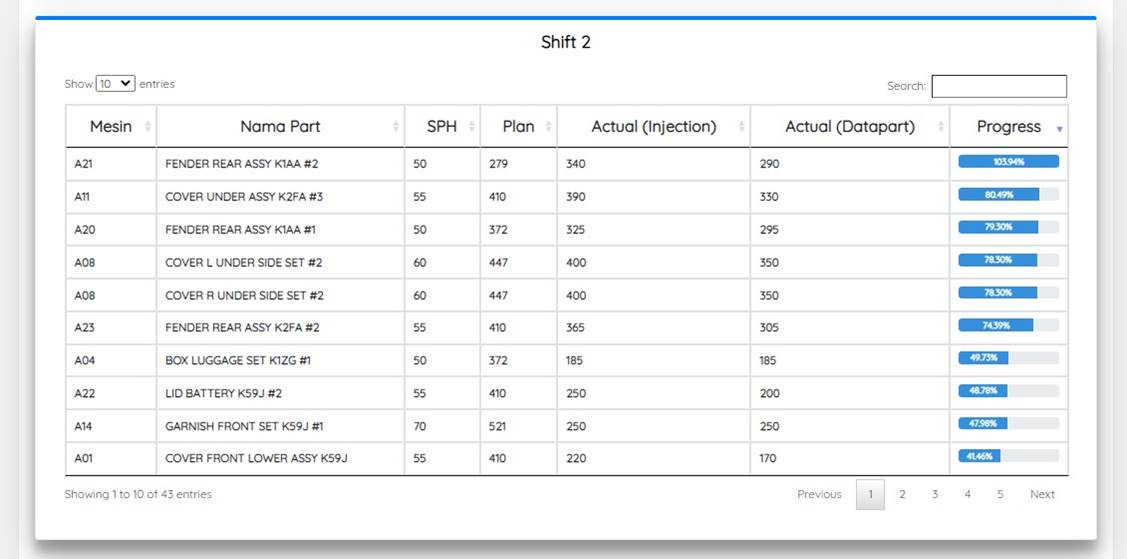 Shift 2
Show 10 entries Search:
Mesin Nama Part SPH Plan Actual (Injection) Actual (Datapart) Progress
A21 FENDER REAR ASSY K1AA #2 50 279 340 290 103.94%
A11 COVER UNDER ASSY K2FA #3 55 410 390 330 80.49%
A20 FENDER REAR ASSY K1AA #1 50 372 325 295 79.30%
A08 COVER L UNDER SIDE SET #2 60 447 400 350 78.30%
A08 COVER R UNDER SIDE SET #2 60 447 400 350 78.30%
A23 FENDER REAR ASSY K2FA #2 55 410 365 305 74.39%
A04 BOX LUGGAGE SET K1ZG #1 50 372 185 185 49.73%
A22 LID BATTERY K59J #2 55 410 250 200 48.78%
A14 GARNISH FRONT SET K59J #1 70 521 250 250 47.98%
A01 COVER FRONT LOWER ASSY K59J 55 410 220 170 41.46%
Showing 1 to 10 of 43 entries Previous 1 2 3 4 5 Next